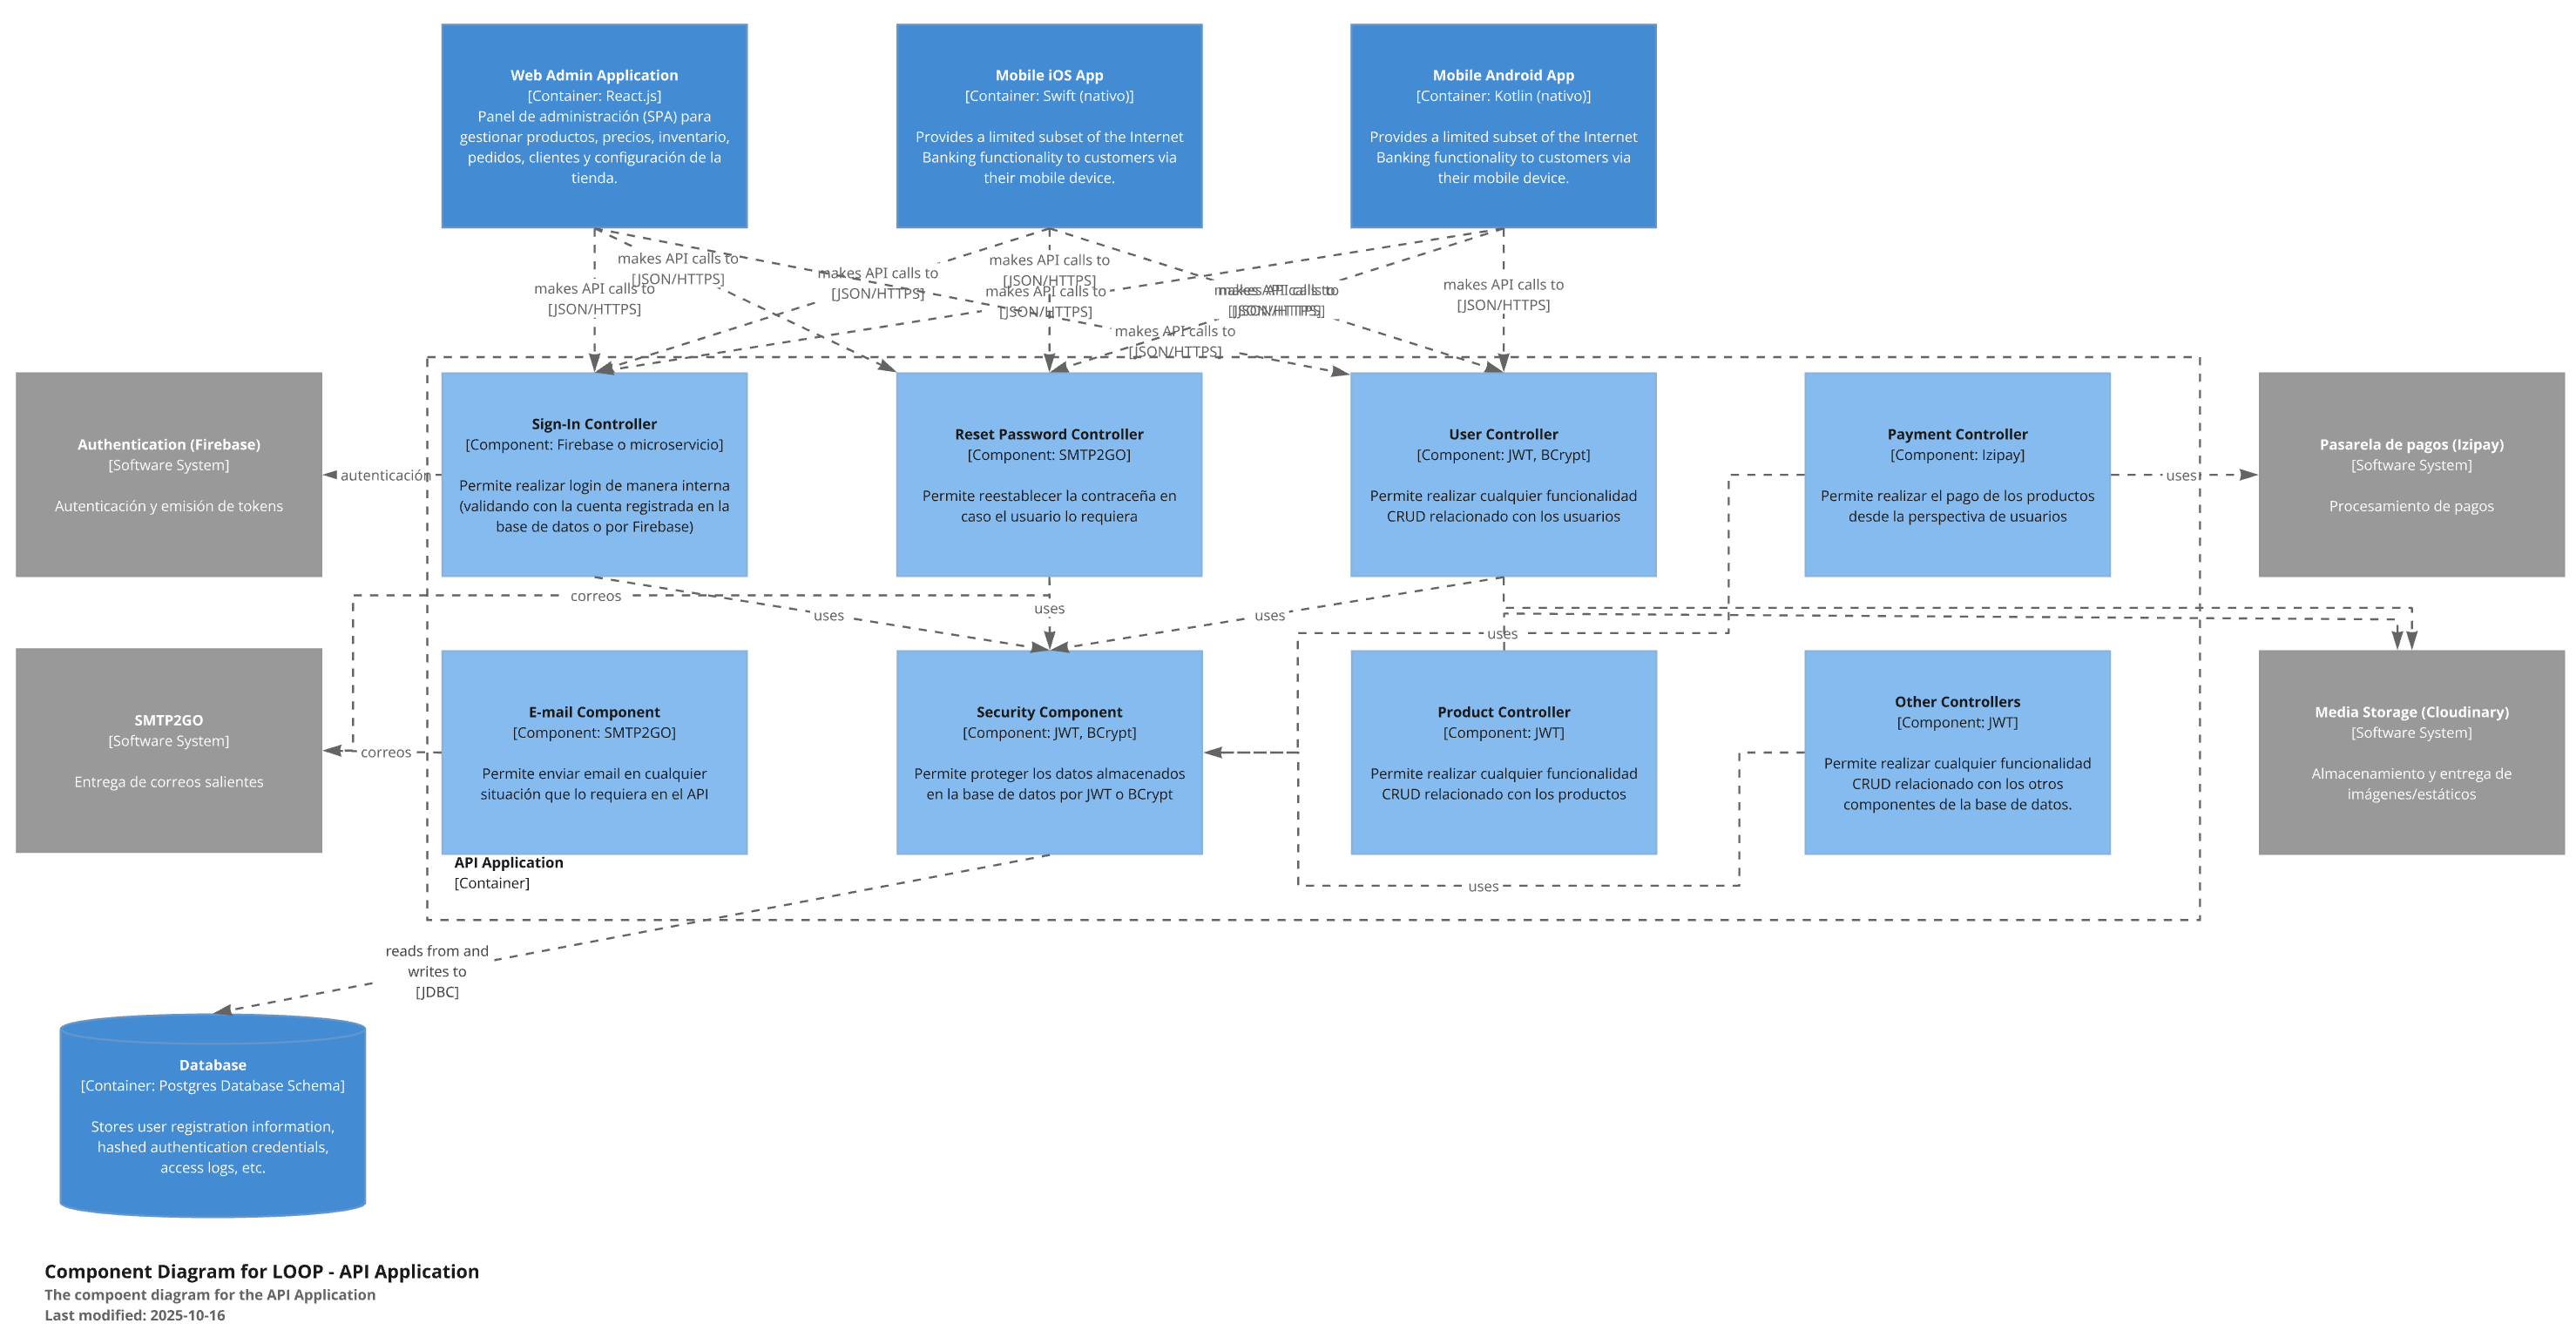 Web Admin Application
[Container: React.js]
Panel de administración (SPA) para
gestionar productos, precios, inventario,
pedidos, clientes y configuración de la
tienda.
Mobile iOS App
[Container: Swift (nativo)]
Provides a limited subset of the Internet
Banking functionality to customers via
their mobile device.
Mobile Android App
[Container: Kotlin (nativo)]
Provides a limited subset of the Internet
Banking functionality to customers via
their mobile device.
makes API calls to
[JSON/HTTPS]
makes API calls to
[JSON/HTTPS]
makes API calls to
[JSON/HTTPS]
makes API calls to
[JSON/HTTPS]
makes API calls to
[JSON/HTTPS]
makes API calls to
[JSON/HTTPS]
makes API calls to
[JSON/HTTPS]
makes API calls to
[JSON/HTTPS]
makes API calls to
[JSON/HTTPS]
Authentication (Firebase)
[Software System]
Autenticación y emisión de tokens
autenticación
Sign-In Controller
[Component: Firebase o microservicio]
Permite realizar login de manera interna
(validando con la cuenta registrada en la
base de datos o por Firebase)
Reset Password Controller
[Component: SMTP2GO]
Permite reestablecer la contraceña en
caso el usuario lo requiera
User Controller
[Component: JWT, BCrypt]
Permite realizar cualquier funcionalidad
CRUD relacionado con los usuarios
Payment Controller
[Component: Izipay]
Permite realizar el pago de los productos
desde la perspectiva de usuarios
uses
Pasarela de pagos (Izipay)
[Software System]
Procesamiento de pagos
correos
uses
uses
uses
uses
SMTP2GO
[Software System]
Entrega de correos salientes
correos
E-mail Component
[Component: SMTP2GO]
Permite enviar email en cualquier
situación que lo requiera en el API
Security Component
[Component: JWT, BCrypt]
Permite proteger los datos almacenados
en la base de datos por JWT o BCrypt
Product Controller
[Component: JWT]
Permite realizar cualquier funcionalidad
CRUD relacionado con los productos
Other Controllers
[Component: JWT]
Permite realizar cualquier funcionalidad
CRUD relacionado con los otros
componentes de la base de datos.
Media Storage (Cloudinary)
[Software System]
Almacenamiento y entrega de
imágenes/estáticos
API Application
[Container]
uses
reads from and
writes to
[JDBC]
Database
[Container: Postgres Database Schema]
Stores user registration information,
hashed authentication credentials,
access logs, etc.
Component Diagram for LOOP - API Application
The compoent diagram for the API Application
Last modified: 2025-10-16